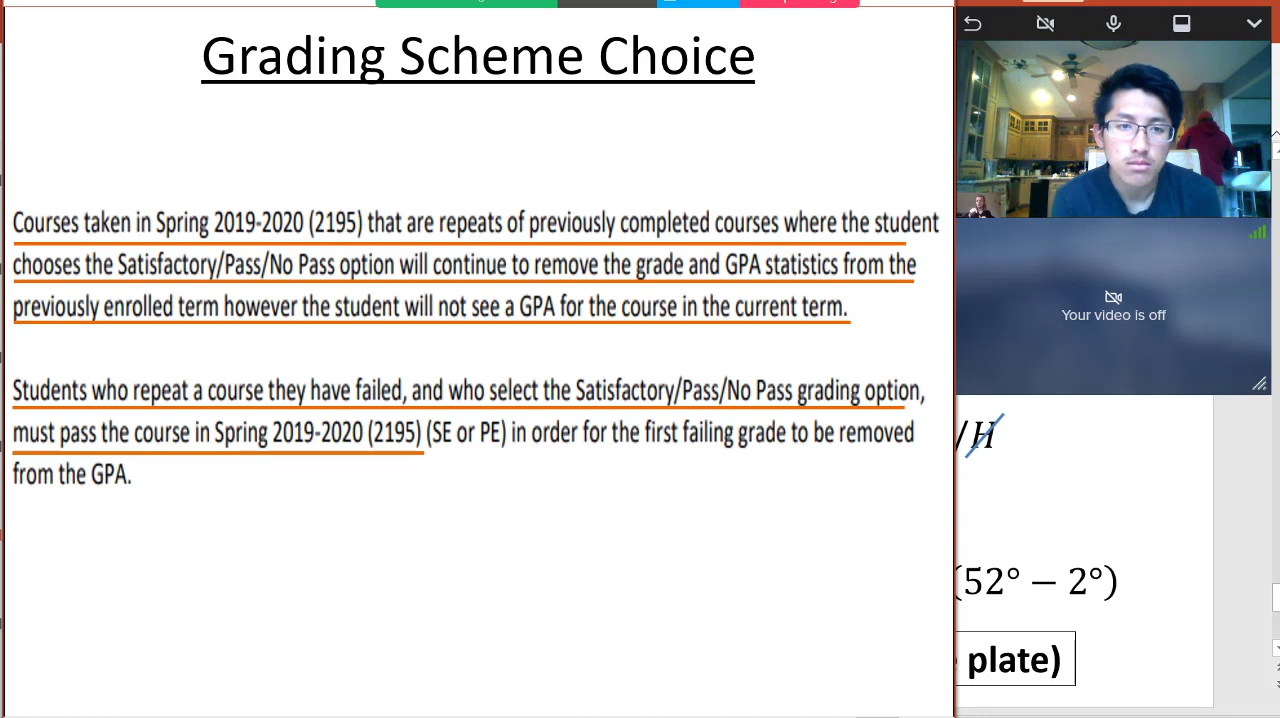 Grading Scheme Choice
Courses taken in Spring 2019-2020 (2195) that are repeats of previously completed courses where the student
chooses the Satisfactory/Pass/No Pass option will continue to remove the grade and GPA statistics from the
previously enrolled term however the student will not see a GPA for the course in the current term.
Students who repeat a course they have failed, and who select the Satisfactory/Pass/No Pass grading option,
must pass the course in Spring 2019-2020 (2195) (SE or PE) in order for the first failing grade to be removed
from the GPA.
Your video is off
/H
(52° − 2°)
plate)